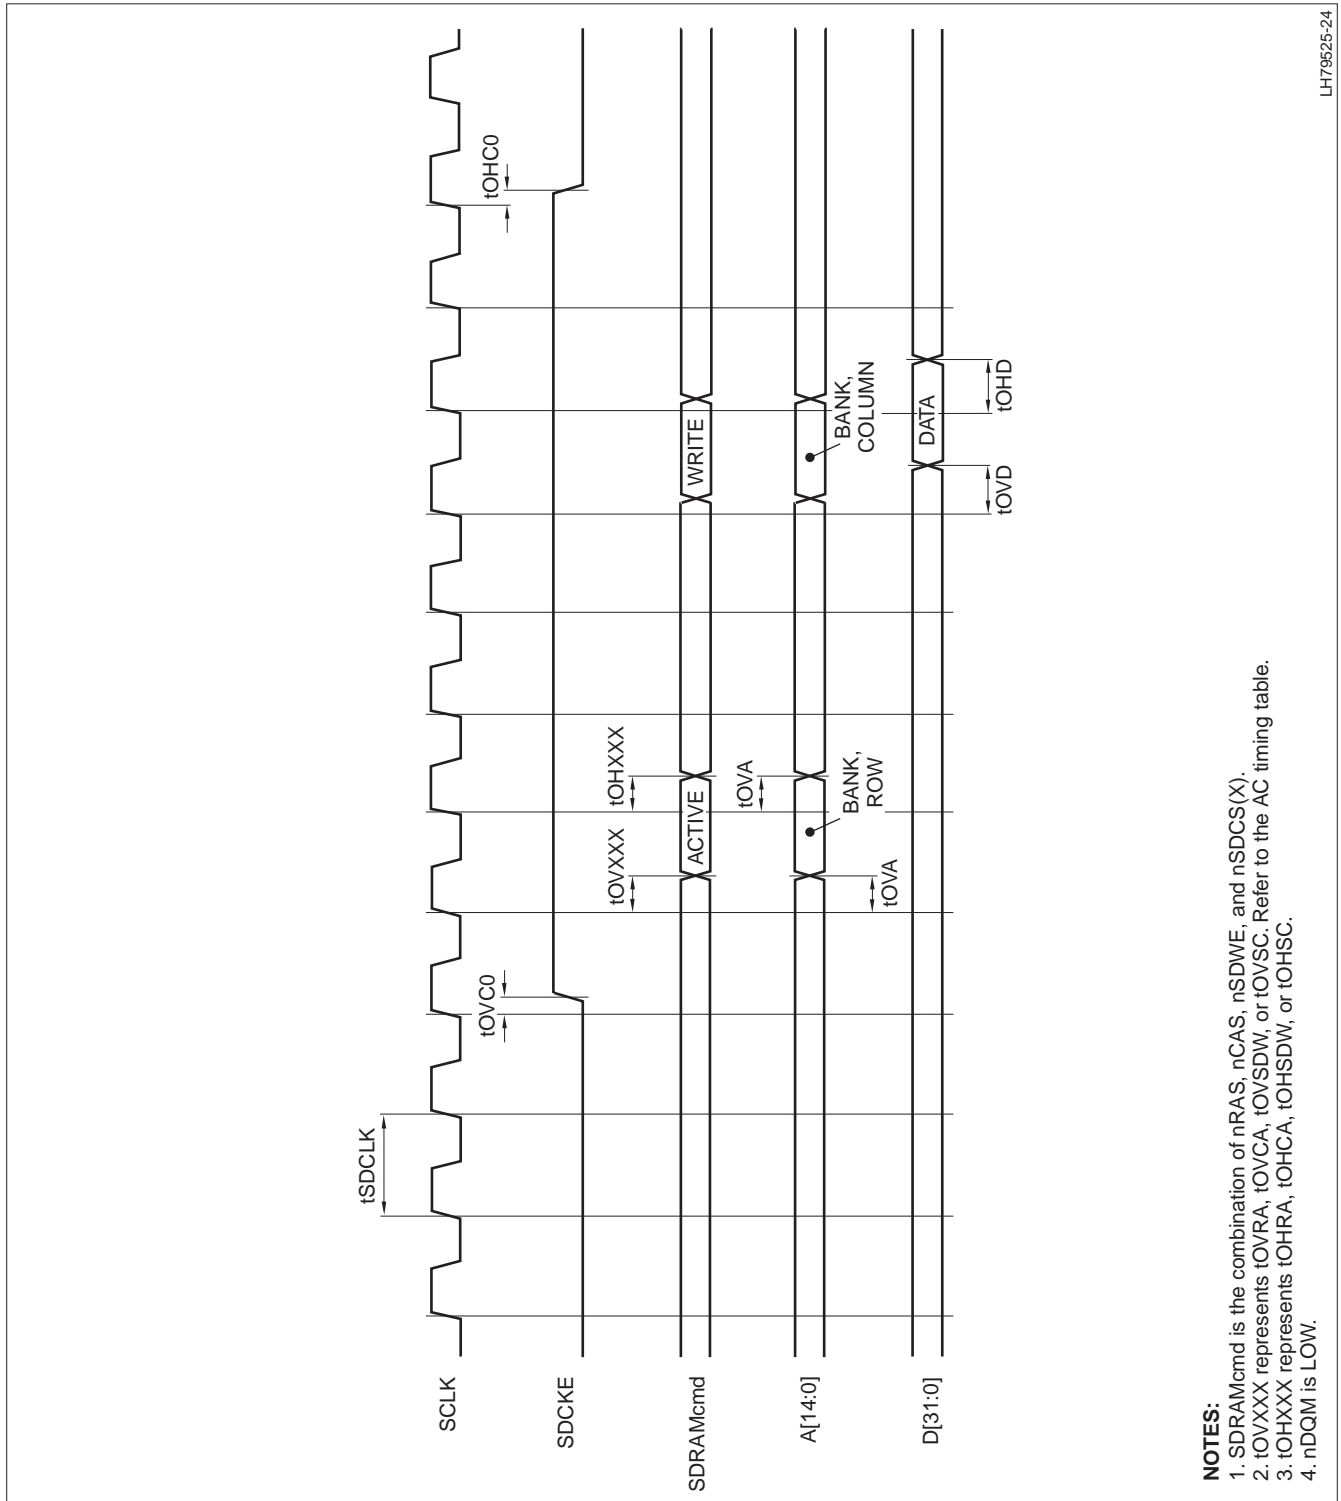 tSDCLK
SCLK
tOVC0
tOHC0
SDCKE
tOVXXX
tOHXXX
SDRAMcmd
ACTIVE
WRITE
tOVA
A[14:0]
BANK,
ROW
BANK,
COLUMN
tOVA
D[31:0]
DATA
tOVD
tOHD
NOTES:
1. SDRAMcmd is the combination of nRAS, nCAS, nSDWE, and nSDCS(X).
2. tOVXXX represents tOVRA, tOVCA, tOVSDW, or tOVSC. Refer to the AC timing table.
3. tOHXXX represents tOHRA, tOHCA, tOHSDW, or tOHSC.
4. nDQM is LOW.
LH79525-24